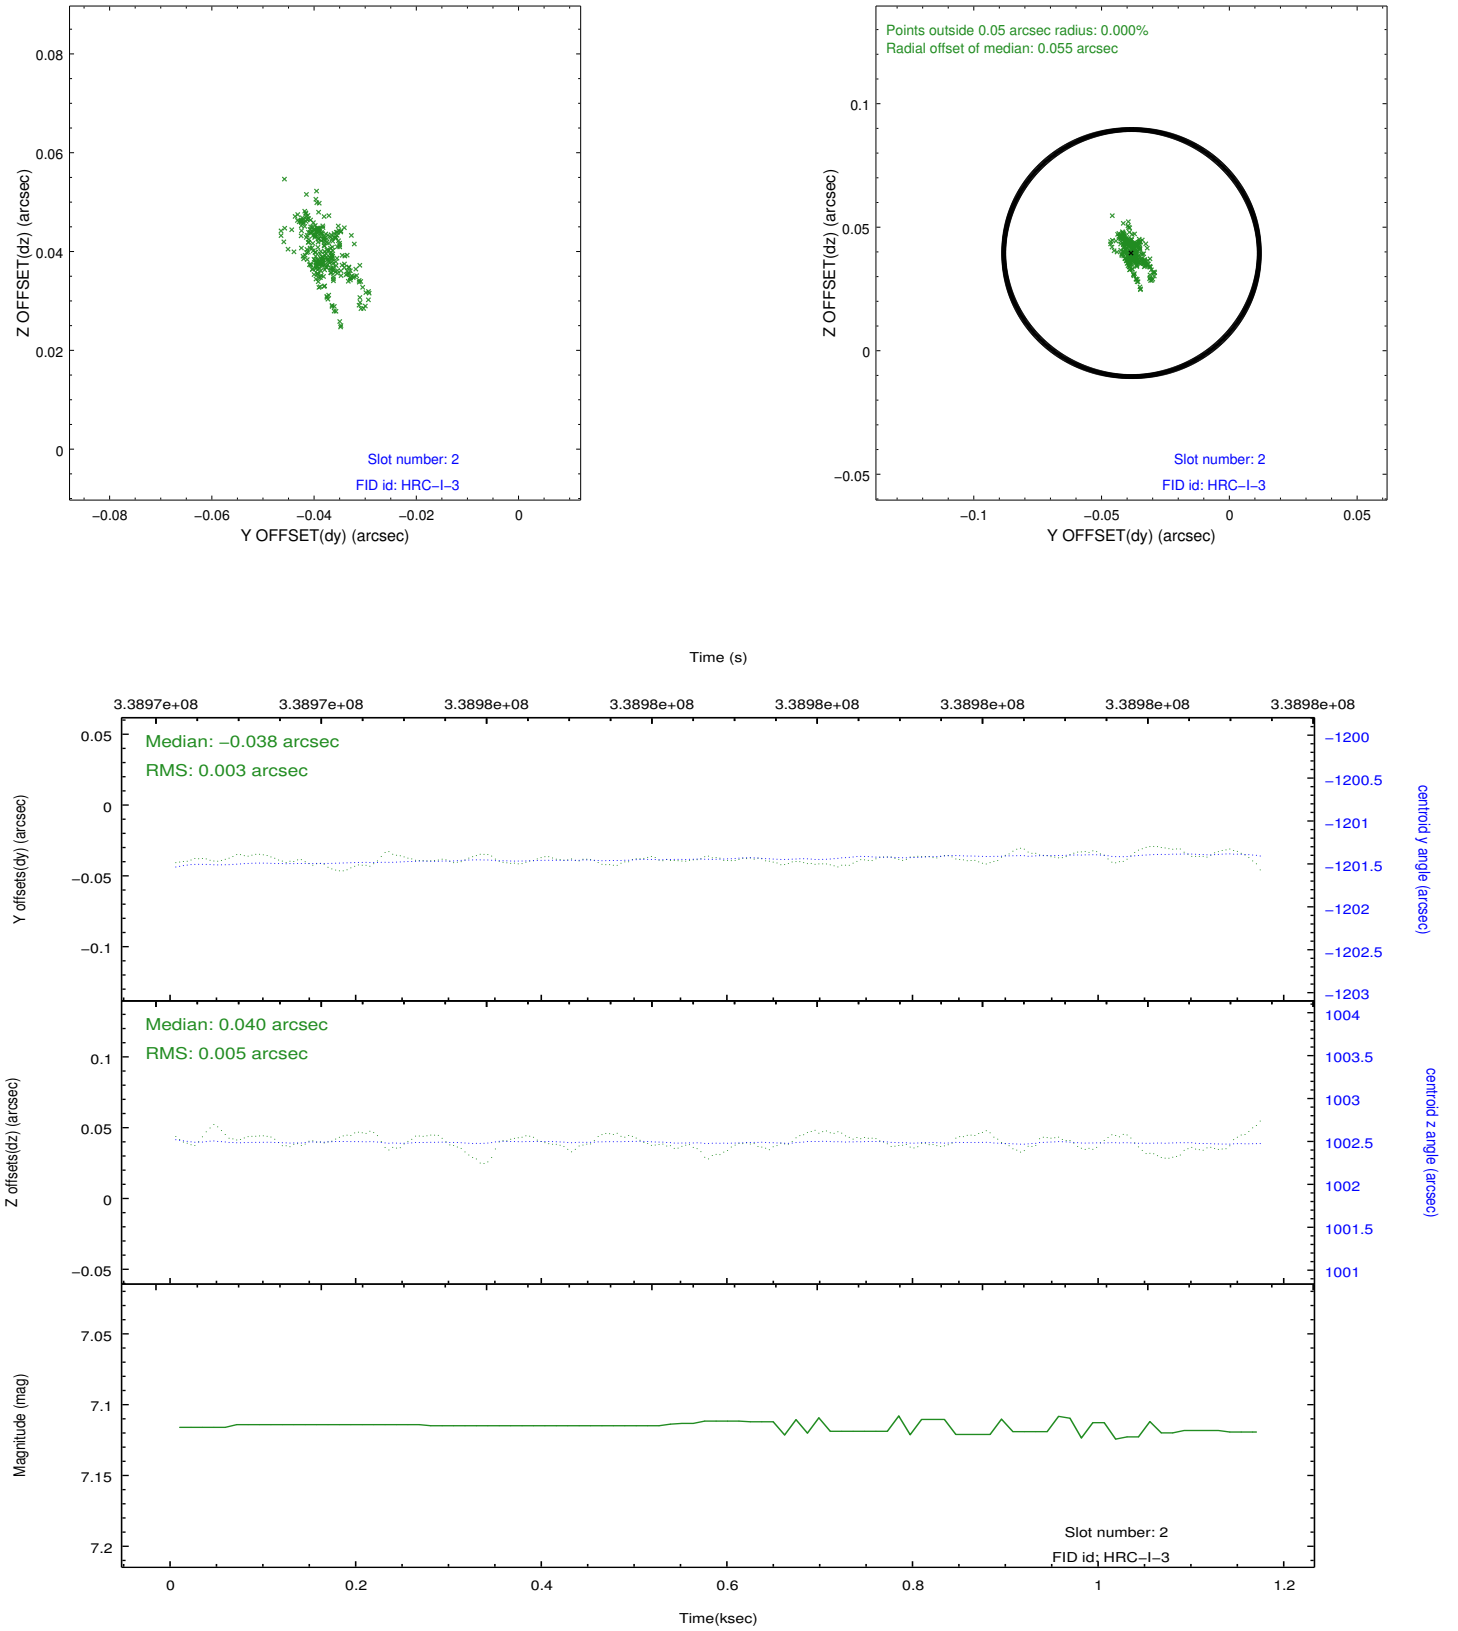 0.08
0.06
0.04
0.02
0
Z OFFSET(dz) (arcsec)
Slot number: 2
FID id: HRC−I−3
−0.08 −0.06 −0.04 −0.02 0
Y OFFSET(dy) (arcsec)
Points outside 0.05 arcsec radius: 0.000%
Radial offset of median: 0.055 arcsec
0.1
0.05
0
−0.05
Z OFFSET(dz) (arcsec)
Slot number: 2
FID id: HRC−I−3
−0.1 −0.05 0 0.05
Y OFFSET(dy) (arcsec)
Time (s)
3.3897e+08 3.3897e+08 3.3898e+08 3.3898e+08 3.3898e+08 3.3898e+08 3.3898e+08 3.3898e+08
Median: −0.038 arcsec
RMS: 0.003 arcsec
0.05
0
−0.05
−0.1
Y offsets(dy) (arcsec)
−1200
−1200.5
−1201
−1201.5
−1202
−1202.5
−1203
centroid y angle (arcsec)
Median: 0.040 arcsec
RMS: 0.005 arcsec
0.1
0.05
0
−0.05
Z offsets(dz) (arcsec)
1004
1003.5
1003
1002.5
1002
1001.5
1001
centroid z angle (arcsec)
7.05
7.1
7.15
7.2
Magnitude (mag)
Slot number: 2
FID id: HRC−I−3
0 0.2 0.4 0.6 0.8 1 1.2
Time(ksec)